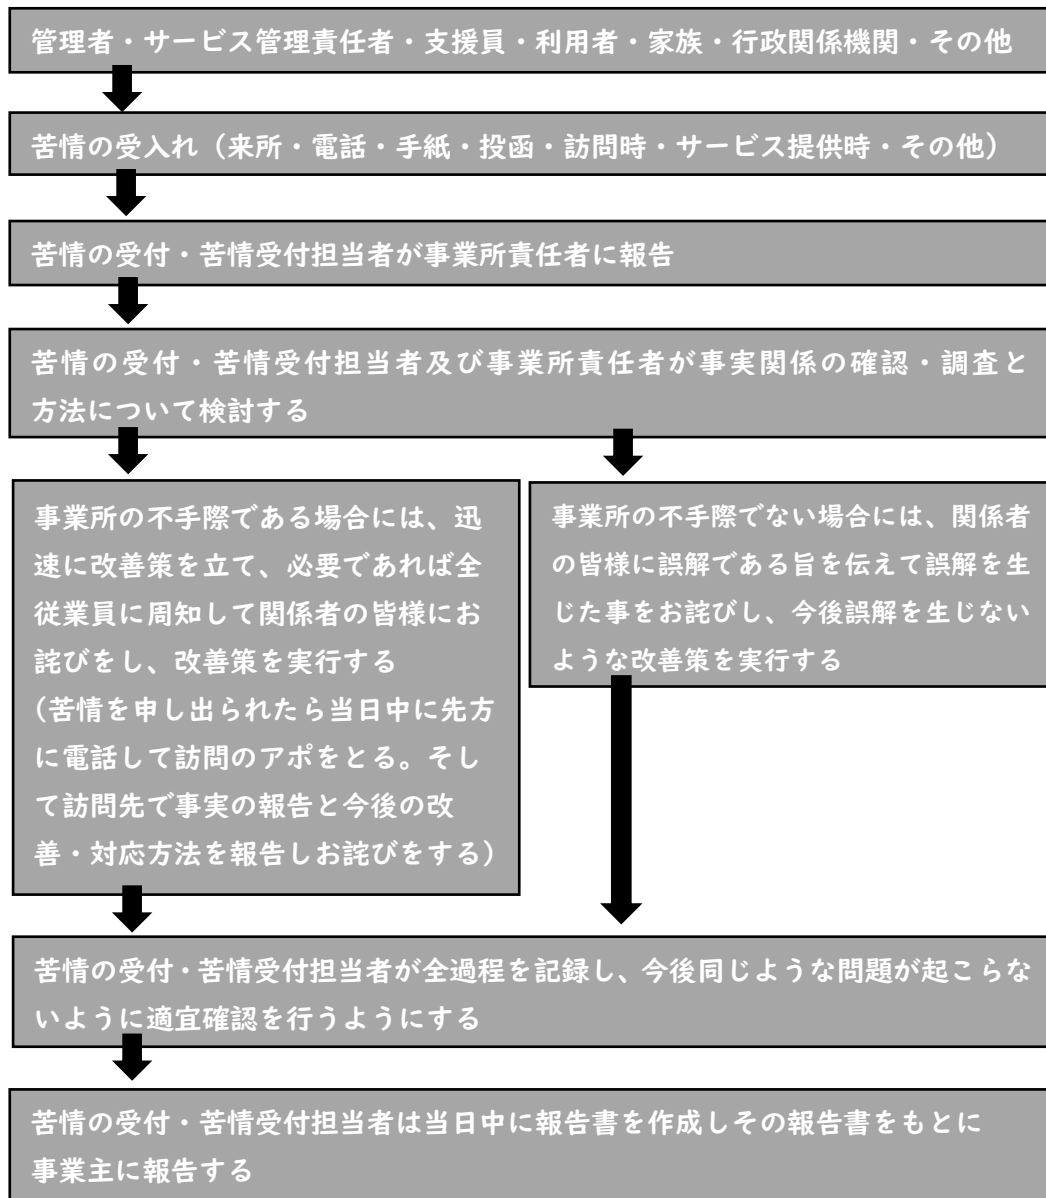 管理者・サービス管理責任者・支援員・利用者・家族・行政関係機関・その他
苦情の受入れ（来所・電話・手紙・投函・訪問時・サービス提供時・その他）
苦情の受付・苦情受付担当者が事業所責任者に報告
苦情の受付・苦情受付担当者及び事業所責任者が事実関係の確認・調査と
方法について検討する
事業所の不手際である場合には、迅
速に改善策を立て、必要であれば全
従業員に周知して関係者の皆様にお
詫びをし、改善策を実行する
（苦情を申し出られたら当日中に先方
に電話して訪問のアポをとる。そし
て訪問先で事実の報告と今後の改
善・対応方法を報告しお詫びをする）
事業所の不手際でない場合には、関係者
の皆様に誤解である旨を伝えて誤解を生
じた事をお詫びし、今後誤解を生じない
ような改善策を実行する
苦情の受付・苦情受付担当者が全過程を記録し、今後同じような問題が起こらな
いように適宜確認を行うようにする
苦情の受付・苦情受付担当者は当日中に報告書を作成しその報告書をもとに
事業主に報告する